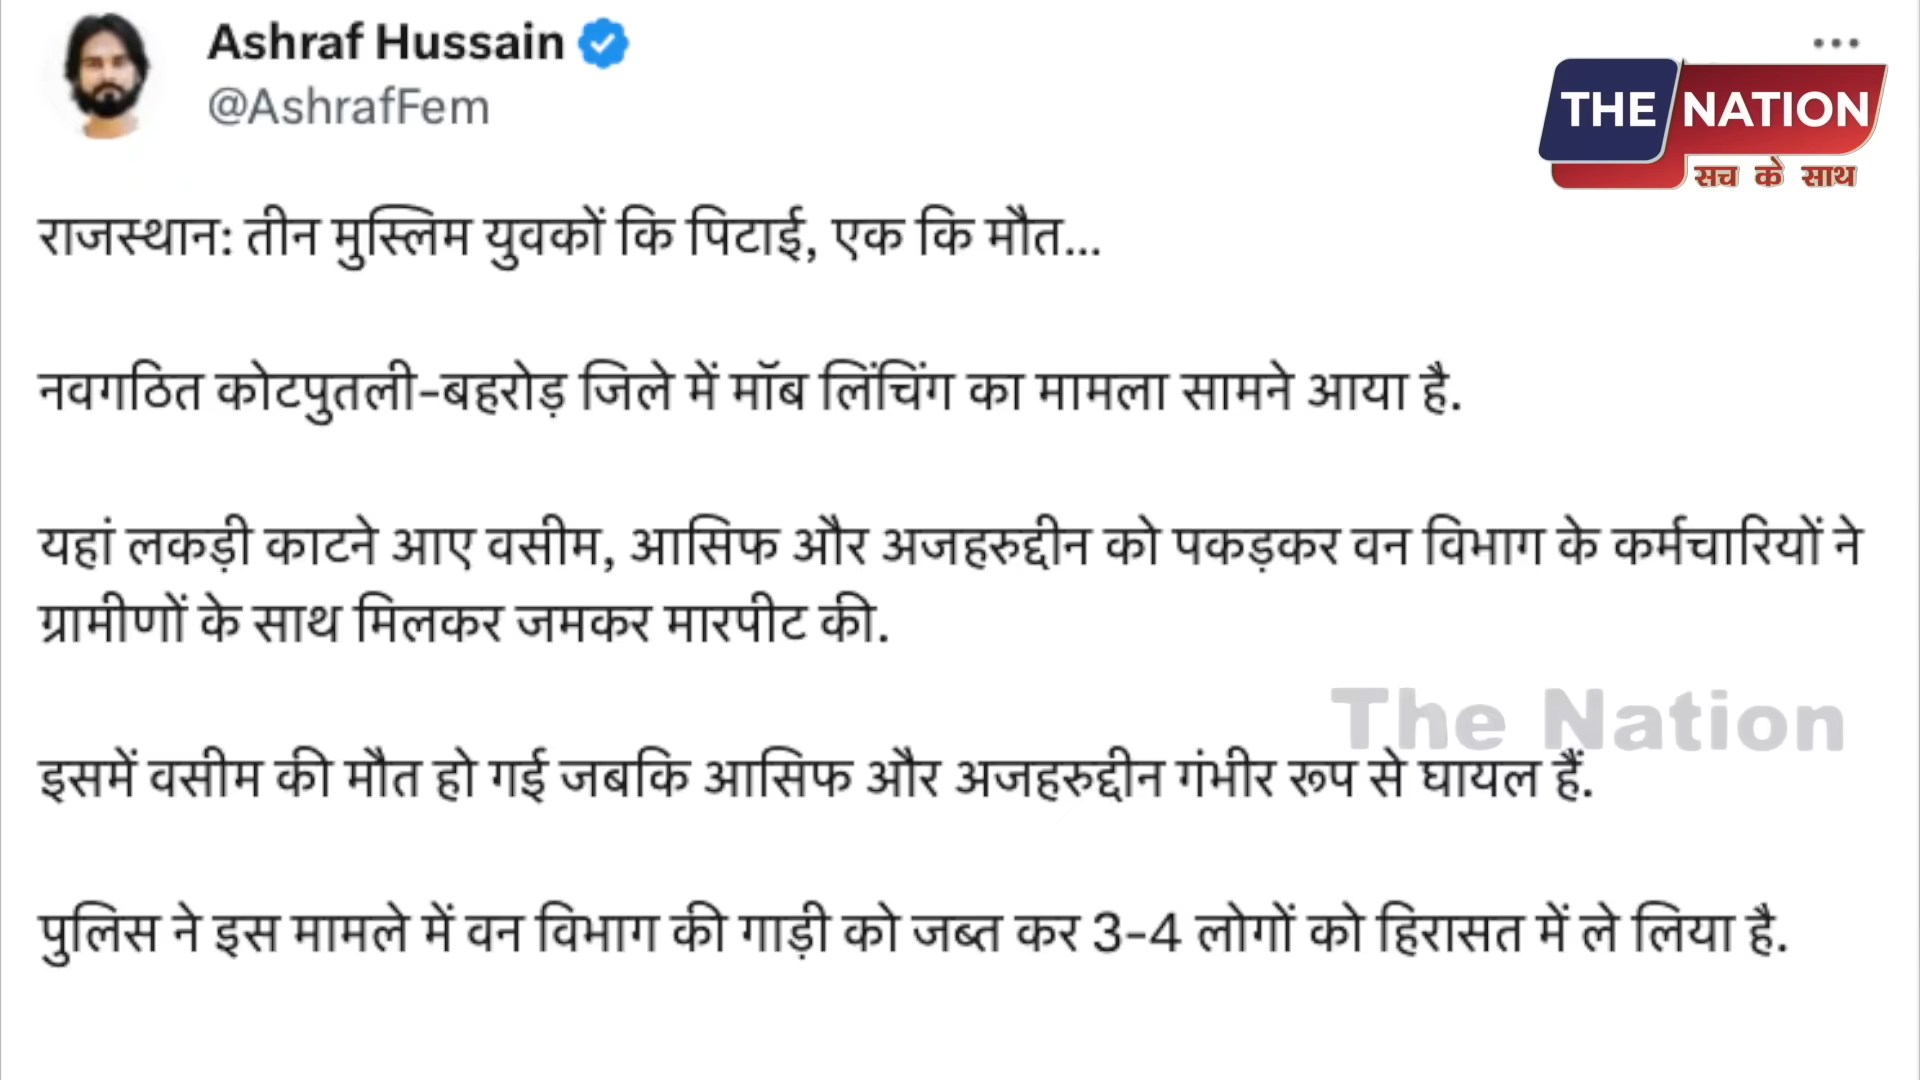 Ashraf Hussain
@AshrafFem
THE NATION
सच के साथ
राजस्थान: तीन मुस्लिम युवकों कि पिटाई, एक कि मौत...
नवगठित कोटपुतली-बहरोड़ जिले में मॉब लिंचिंग का मामला सामने आया है.
यहां लकड़ी काटने आए वसीम, आसिफ और अजहरुद्दीन को पकड़कर वन विभाग के कर्मचारियों ने
ग्रामीणों के साथ मिलकर जमकर मारपीट की.
The Nation
इसमें वसीम की मौत हो गई जबकि आसिफ और अजहरुद्दीन गंभीर रूप से घायल हैं.
पुलिस ने इस मामले में वन विभाग की गाड़ी को जब्त कर 3-4 लोगों को हिरासत में ले लिया है.